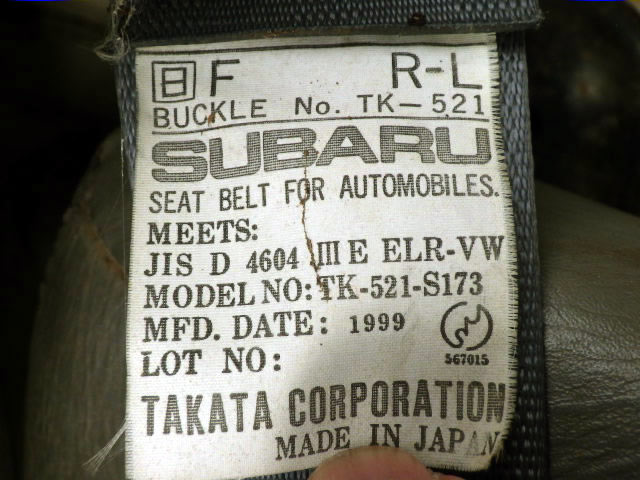 日 F R-L
BUCKLE No. TK-521
SUBARU
SEAT BELT FOR AUTOMOBILES.
MEETS:
JIS D 4604 III E ELR-VW
MODEL NO: TK-521-S173
MFD. DATE: 1999
567015
LOT NO:
TAKATA CORPORATION
MADE IN JAPAN